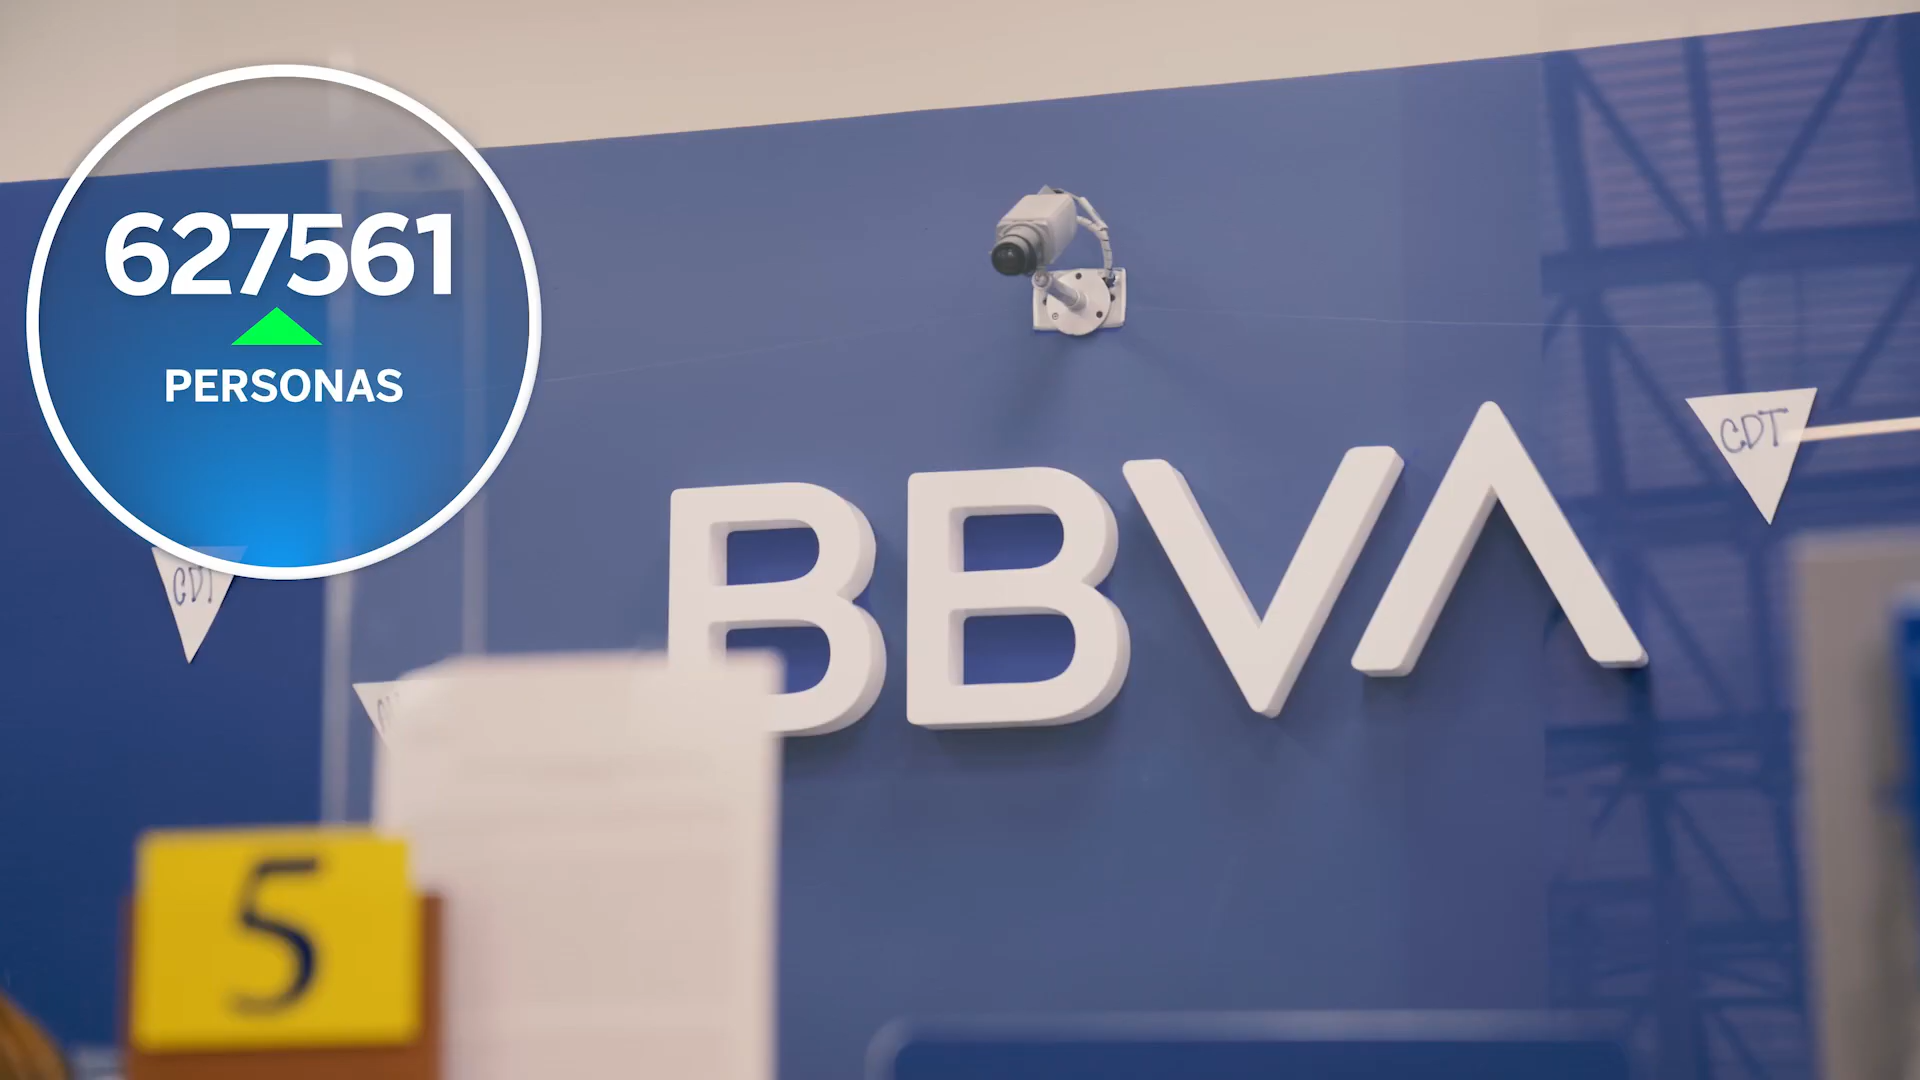 627561
PERSONAS
BBVA
CDT
CDT
5